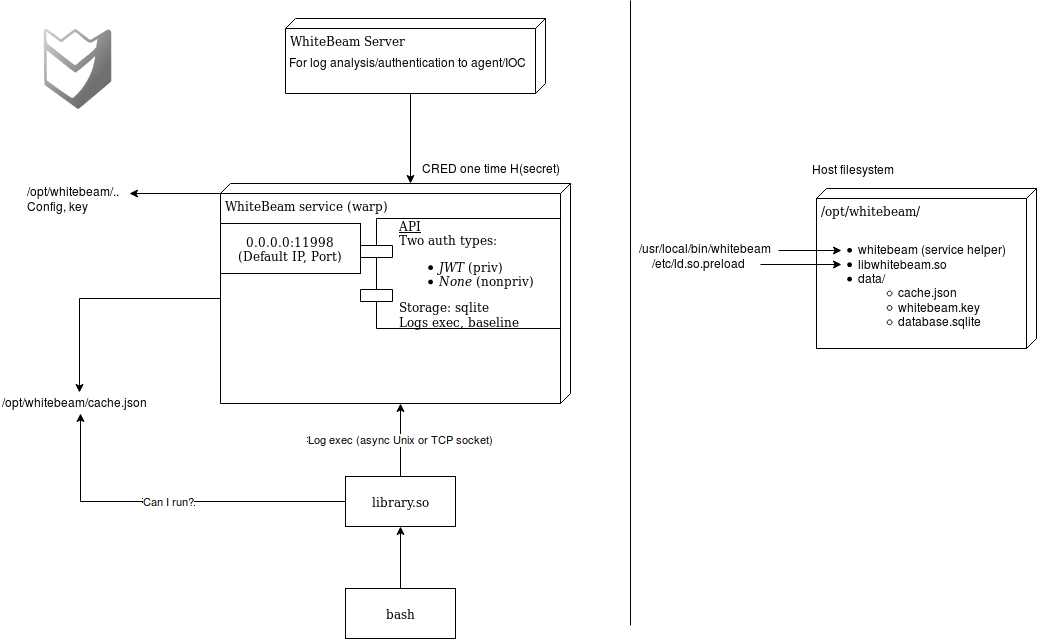 WhiteBeam Server
For log analysis/authentication to agent/IOC
CRED one time H(secret)
/opt/whitebeam/..
Config, key
WhiteBeam service (warp)
0.0.0.0:11998
(Default IP, Port)
API
Two auth types:
JWT (priv)
None (nonpriv)
Storage: sqlite
Logs exec, baseline
/opt/whitebeam/cache.json
Log exec (async Unix or TCP socket)
Can I run?
library.so
bash
Host filesystem
/opt/whitebeam/
/usr/local/bin/whitebeam
/etc/ld.so.preload
whitebeam (service helper)
libwhitebeam.so
data/
cache.json
whitebeam.key
database.sqlite